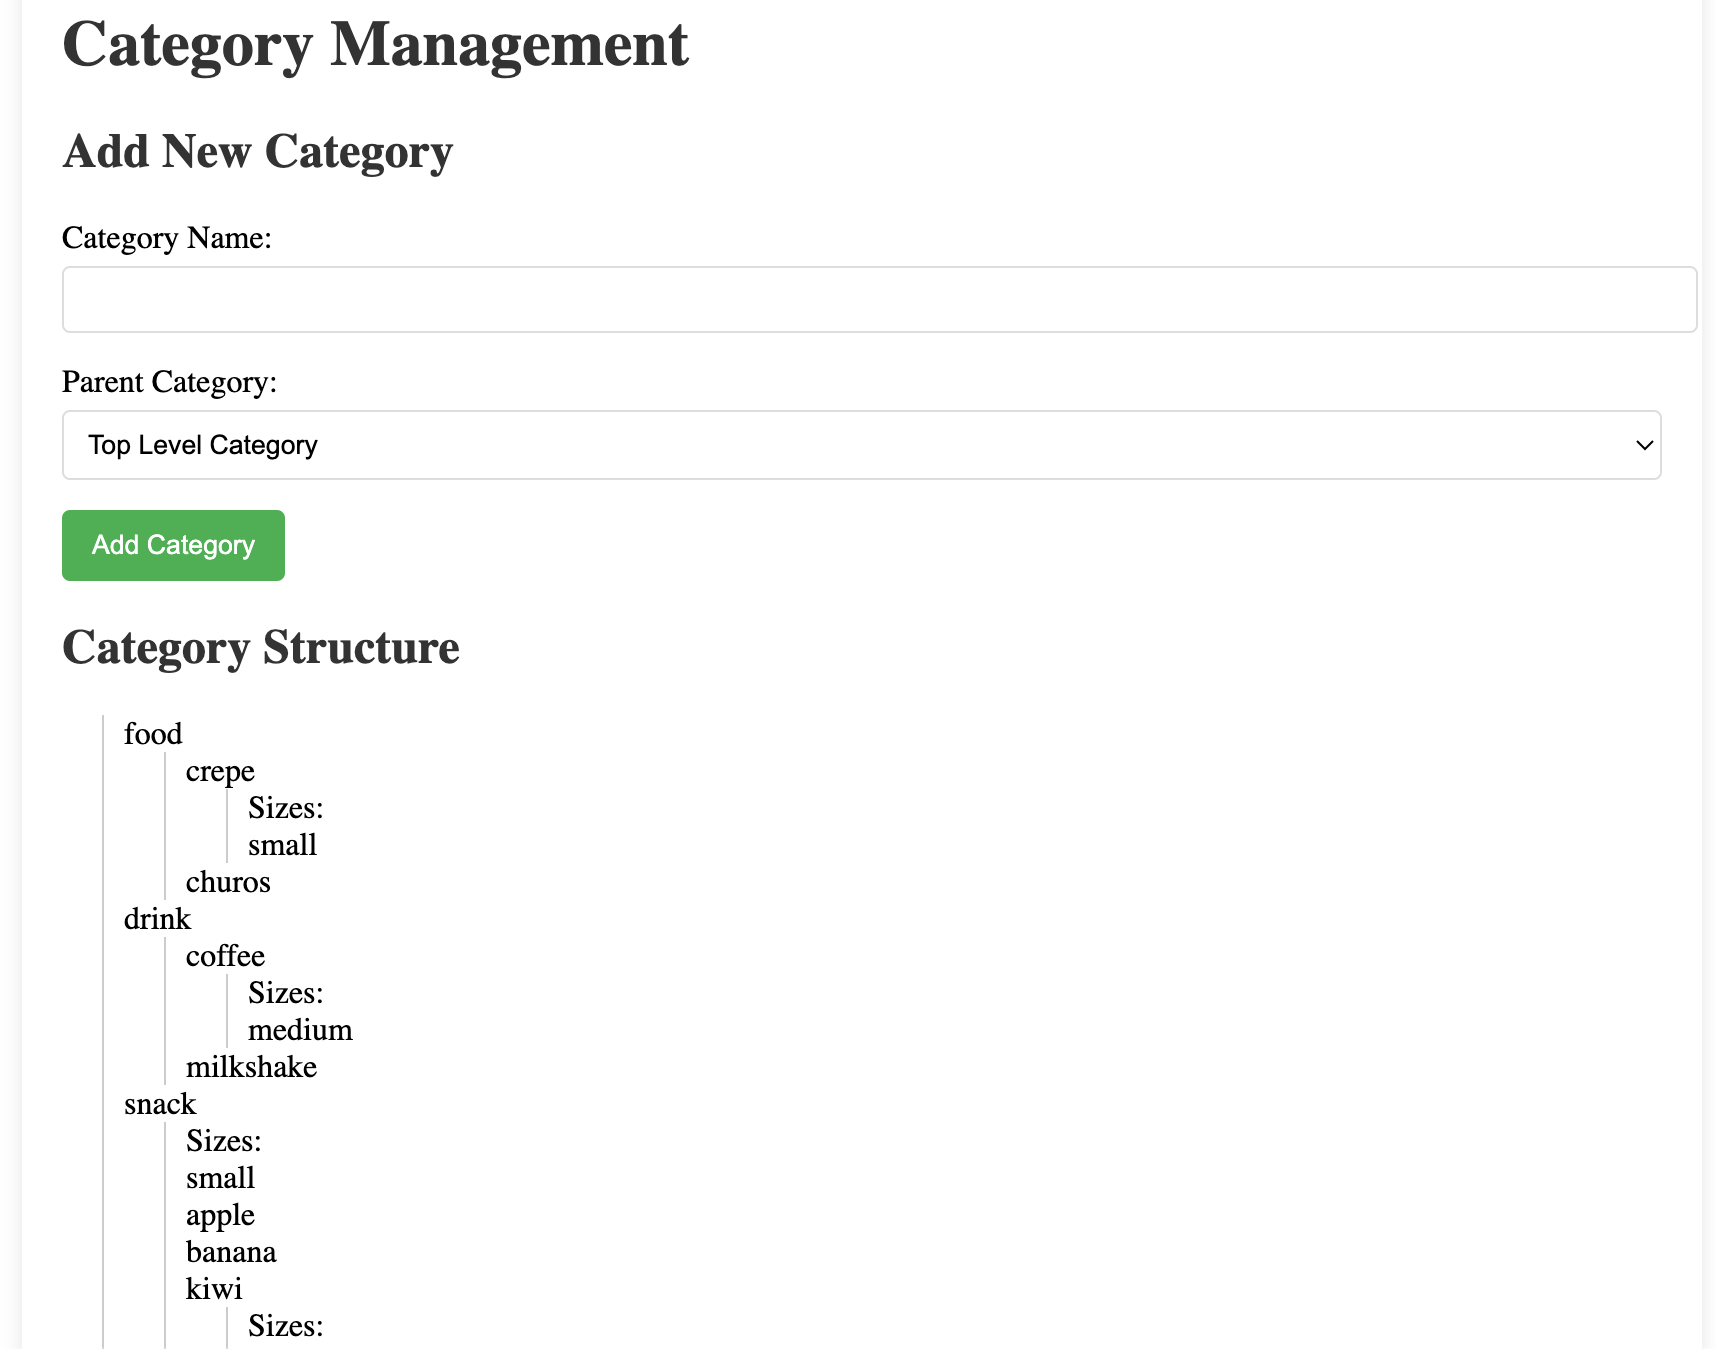 Category Management
Add New Category
Category Name:
Parent Category:
Top Level Category
Add Category
Category Structure
food
crepe
Sizes:
small
churos
drink
coffee
Sizes:
medium
milkshake
snack
Sizes:
small
apple
banana
kiwi
Sizes: